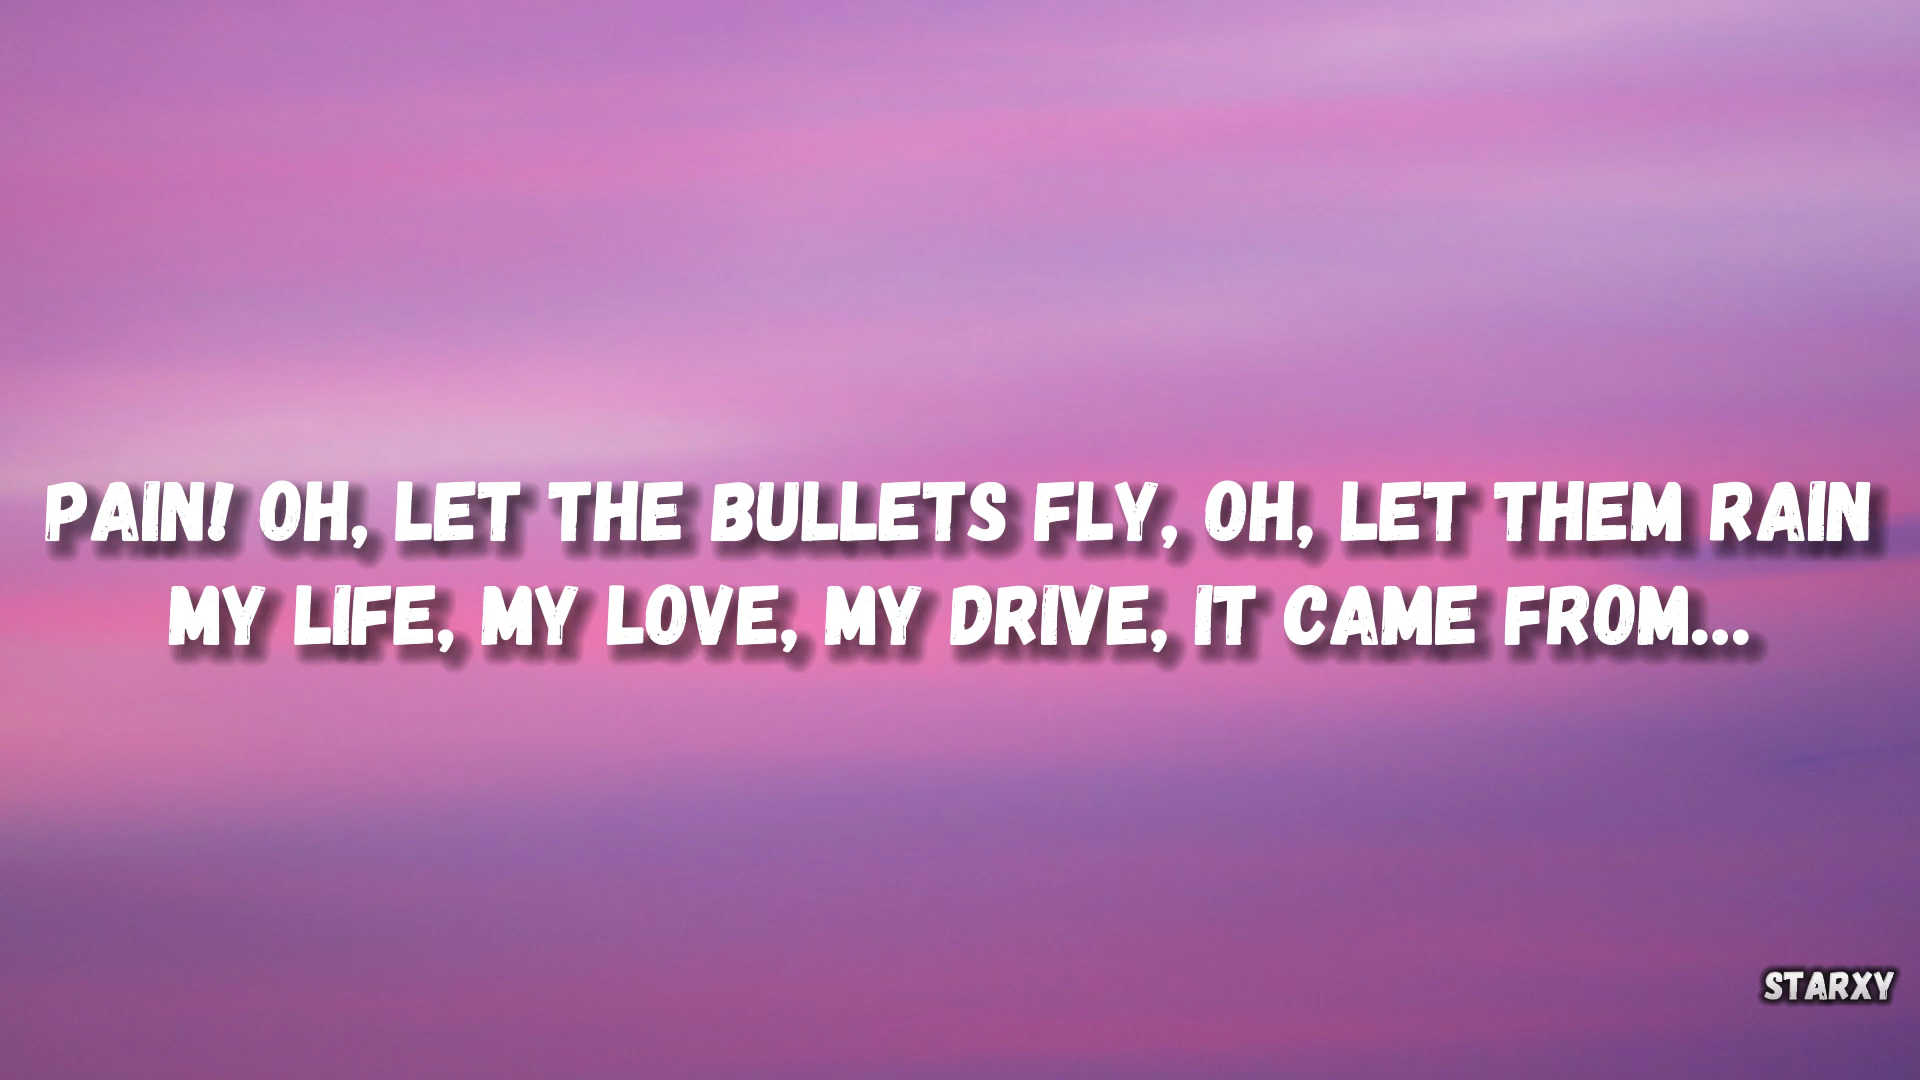 PAIN! OH, LET THE BULLETS FLY, OH, LET THEM RAIN
MY LIFE, MY LOVE, MY DRIVE, IT CAME FROM...
STARXY